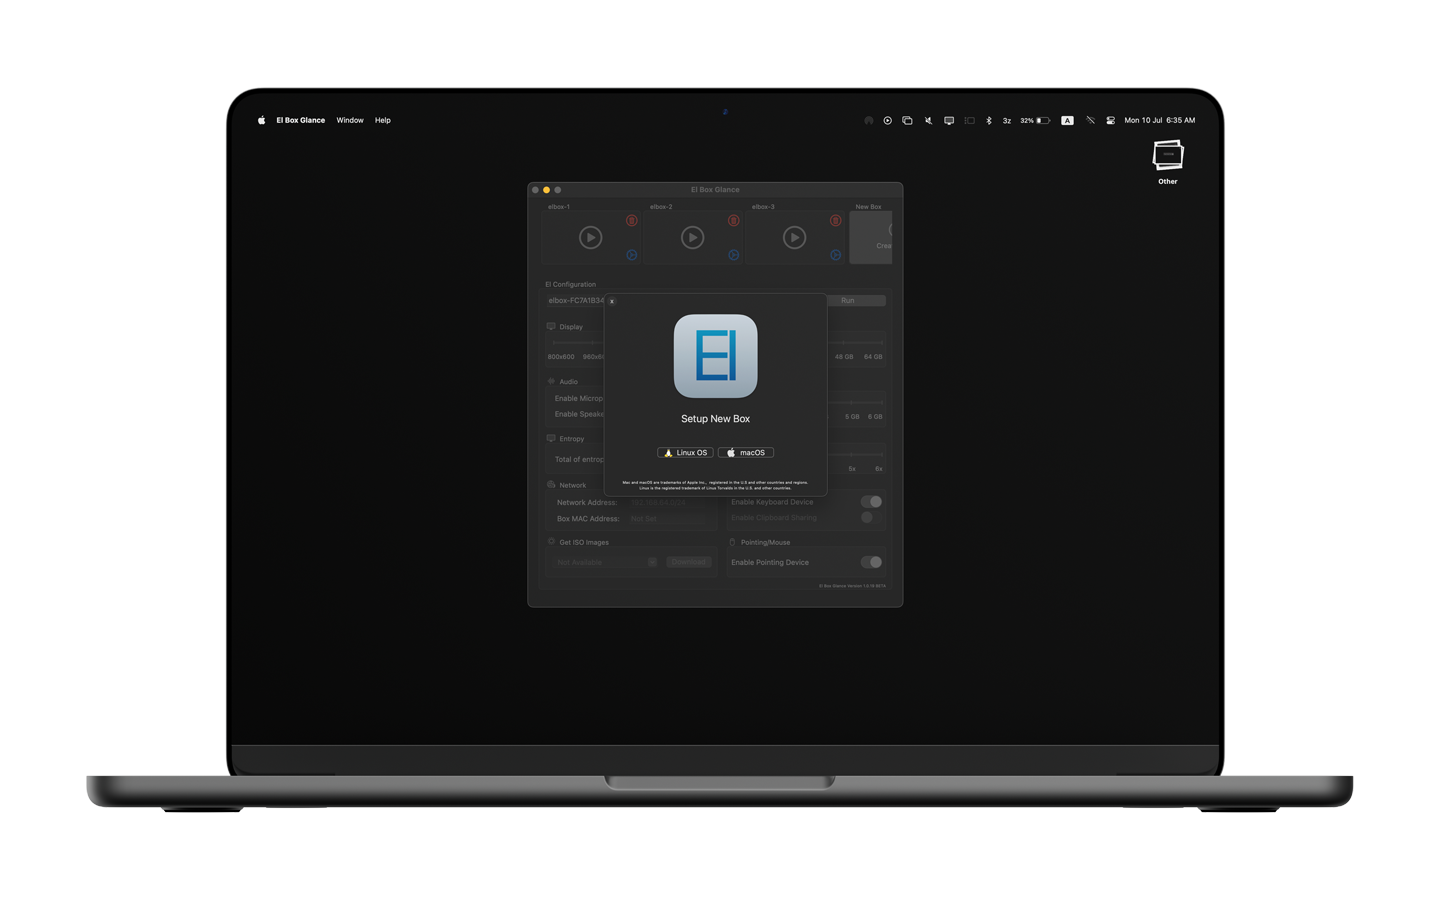 El Box Glance Window Help
3z 32% A Mon 10 Jul 6:35 AM
Other
El Box Glance
elbox-1 elbox-2 elbox-3 New Box
Crea
El Configuration
elbox-FC7A1B34 x Run
Display
800x600 960x6 48 GB 64 GB
El
Audio
Enable Microp
Enable Speake 5 GB 6 GB
Setup New Box
Entropy
Linux OS macOS
Total of entrop 6x 8x
Network
Mac and macOS are trademarks of Apple Inc., registered in the U.S and other countries and regions.
Linux is the registered trademark of Linus Torvalds in the U.S. and other countries.
Network Address: Enable Keyboard Device
Box MAC Address: Not Set Enable Clipboard Sharing
Get ISO Images Pointing/Mouse
Not Available Download Enable Pointing Device
El Box Glance Version 1.0.19 BETA